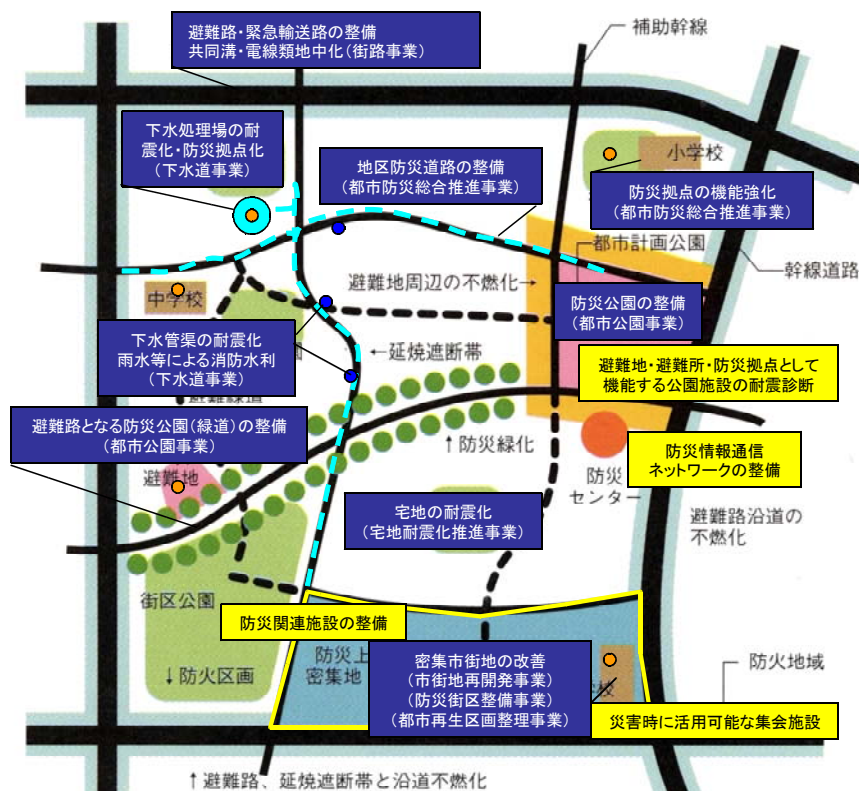 避難路・緊急輸送路の整備
共同溝・電線類地中化(街路事業)
補助幹線
下水処理場の耐
震化・防災拠点化
(下水道事業)
地区防災道路の整備
(都市防災総合推進事業)
小学校
防災拠点の機能強化
(都市防災総合推進事業)
都市計画公園
幹線道路
避難地周辺の不燃化→
中学校
防災公園の整備
(都市公園事業)
下水管渠の耐震化
雨水等による消防水利
(下水道事業)
←延焼遮断帯
避難地・避難所・防災拠点として
機能する公園施設の耐震診断
避難路となる防災公園(緑道)の整備
(都市公園事業)
↑防災緑化
防災情報通信
ネットワークの整備
避難地
防災
センター
宅地の耐震化
(宅地耐震化推進事業)
避難路沿道の
不燃化
街区公園
防災関連施設の整備
↓防火区画
防災上
密集地
密集市街地の改善
(市街地再開発事業)
(防災街区整備事業)
(都市再生区画整理事業)
校
防火地域
災害時に活用可能な集会施設
↑避難路、延焼遮断帯と沿道不燃化